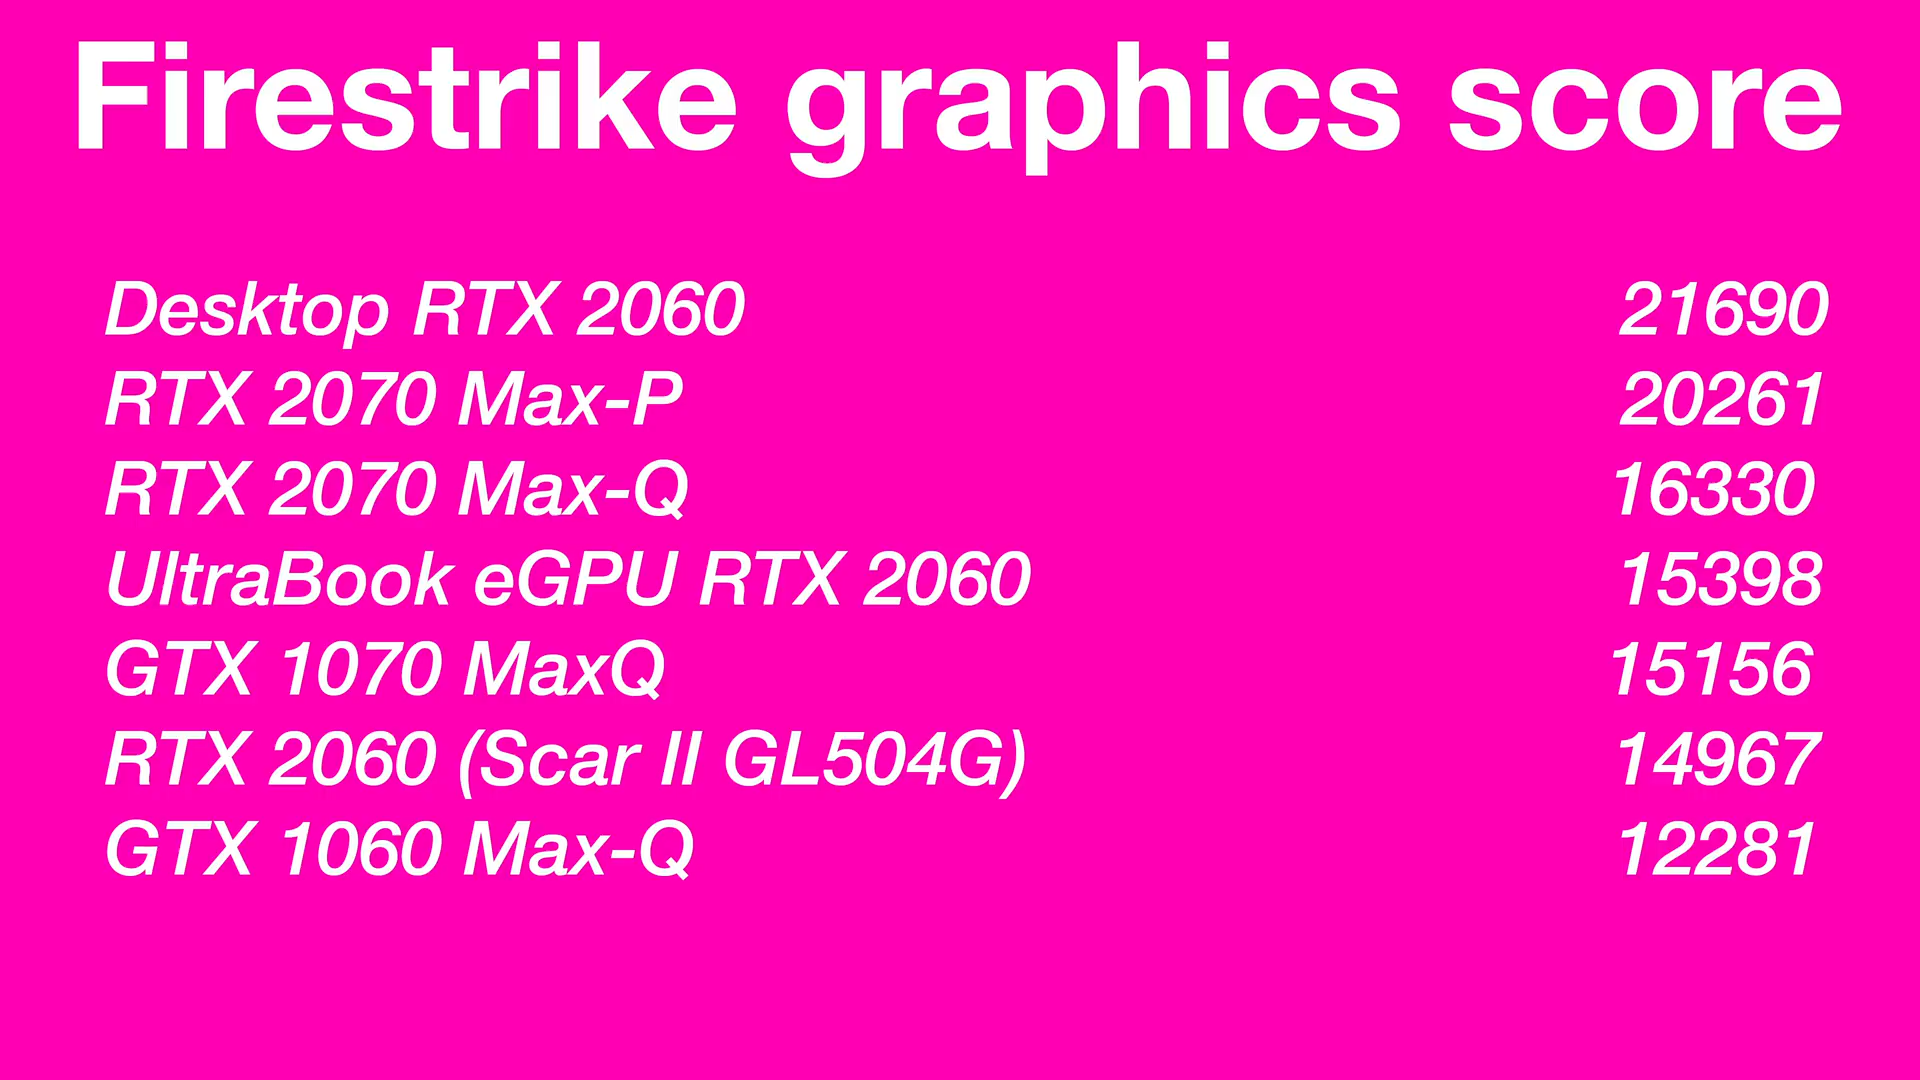 Firestrike graphics score
Desktop RTX 2060 21690
RTX 2070 Max-P 20261
RTX 2070 Max-Q 16330
UltraBook eGPU RTX 2060 15398
GTX 1070 MaxQ 15156
RTX 2060 (Scar II GL504G) 14967
GTX 1060 Max-Q 12281